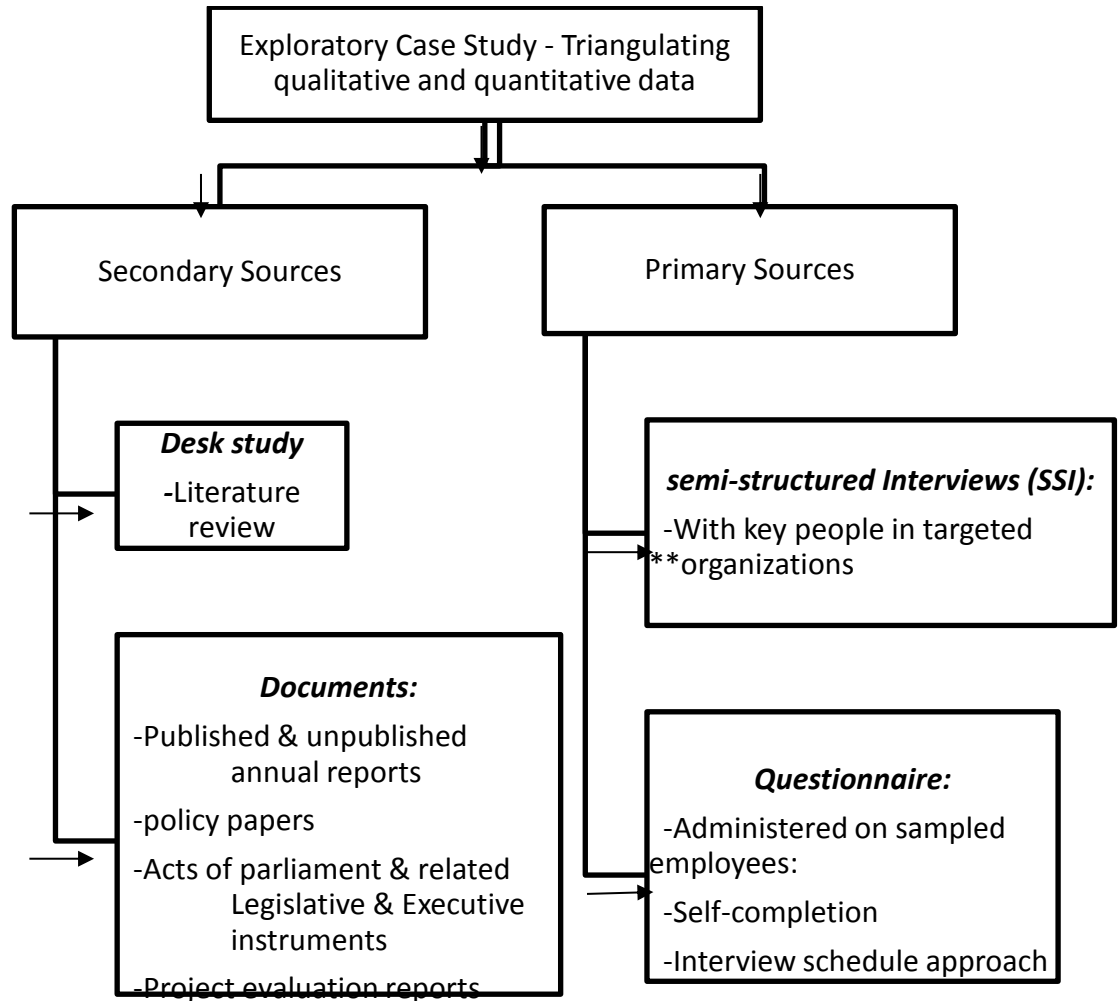 Exploratory Case Study - Triangulating
qualitative and quantitative data
Secondary Sources
Primary Sources
Desk study
-Literature
review
semi-structured Interviews (SSI):
-With key people in targeted
**organizations
Documents:
-Published & unpublished
annual reports
-policy papers
-Acts of parliament & related
Legislative & Executive
instruments
-Project evaluation reports
Questionnaire:
-Administered on sampled
employees:
-Self-completion
-Interview schedule approach